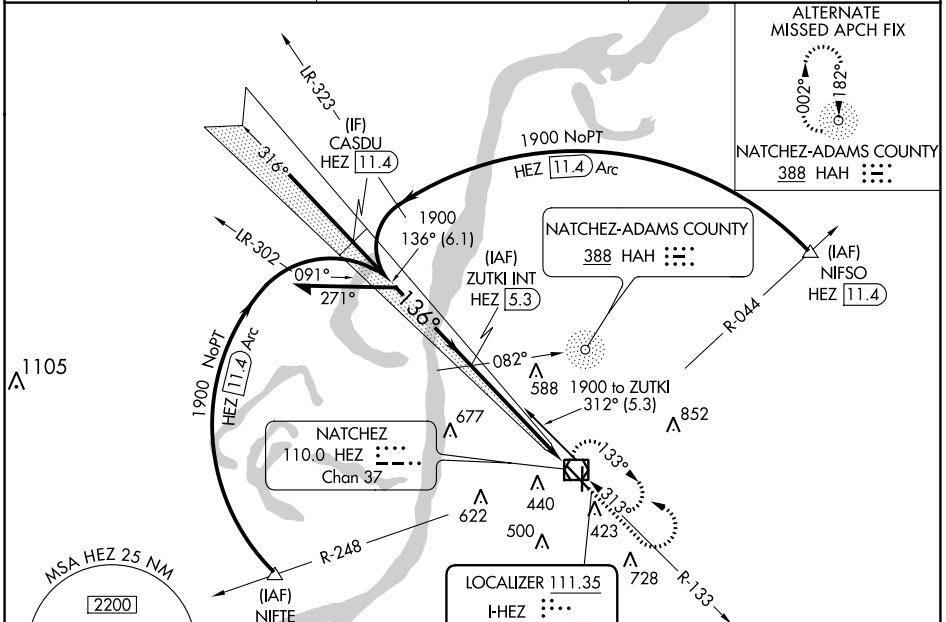 ALTERNATE
MISSED APCH FIX
002°
182°
NATCHEZ-ADAMS COUNTY
388 HAH
LR-323
(IF)
CASDU
HEZ 11.4
316°
1900 NoPT
HEZ 11.4 Arc
1900
136° (6.1)
NATCHEZ-ADAMS COUNTY
388 HAH
(IAF)
NIFSO
HEZ 11.4
LR-302
091°
271°
(IAF)
ZUTKI INT
HEZ 5.3
136°
R-044
082°
1105
588
1900 to ZUTKI
312° (5.3)
1900 NoPT
HEZ 11.4 Arc
677
852
NATCHEZ
110.0 HEZ
Chan 37
133°
313°
440
622
423
500
728
R-248
R-133
MSA HEZ 25 NM
2200
(IAF)
NIFTE
LOCALIZER 111.35
I-HEZ